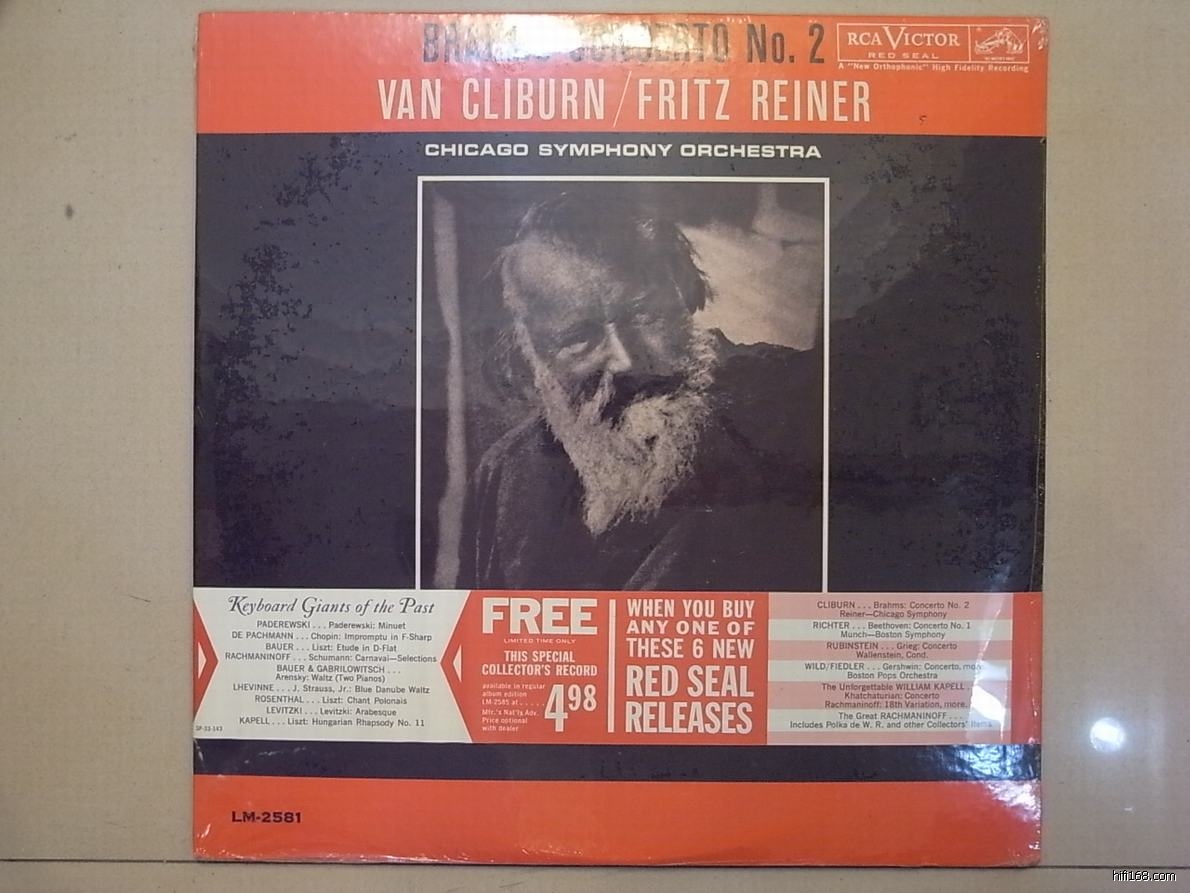 CONCERTO No. 2
RCA VICTOR
RED SEAL
A "New Orthophonic" High Fidelity Recording
VAN CLIBURN/FRITZ REINER
CHICAGO SYMPHONY ORCHESTRA
Keyboard Giants of the Past
PADEREWSKI . . . Paderewski: Minuet
DE PACHMANN . . . Chopin: Impromptu in F-Sharp
BAUER . . . Liszt: Etude in D-Flat
RACHMANINOFF . . . Schumann: Carnaval—Selections
BAUER & GABRILOWITSCH . . .
Arensky: Waltz (Two Pianos)
LHEVINNE . . . J. Strauss, Jr.: Blue Danube Waltz
ROSENTHAL . . . Liszt: Chant Polonais
LEVITZKI . . . Levitzki: Arabesque
KAPELL . . . Liszt: Hungarian Rhapsody No. 11
SP-33-143
FREE
LIMITED TIME ONLY
THIS SPECIAL
COLLECTOR'S RECORD
available in regular
album edition
LM-2585 at . . . . .
Mfr.'s Nat'ly Adv.
Price optional
with dealer
498
WHEN YOU BUY
ANY ONE OF
THESE 6 NEW
RED SEAL
RELEASES
CLIBURN . . . Brahms: Concerto No. 2
Reiner—Chicago Symphony
RICHTER . . . Beethoven: Concerto No. 1
Munch—Boston Symphony
RUBINSTEIN . . . Grieg: Concerto
Wallenstein, Cond.
WILD/FIEDLER . . . Gershwin: Concerto, more
Boston Pops Orchestra
The Unforgettable WILLIAM KAPELL . . .
Khatchaturian: Concerto
Rachmaninoff: 18th Variation, more.
The Great RACHMANINOFF . . .
Includes Polka de W. R. and other Collectors' Items
LM-2581
hifi168.com